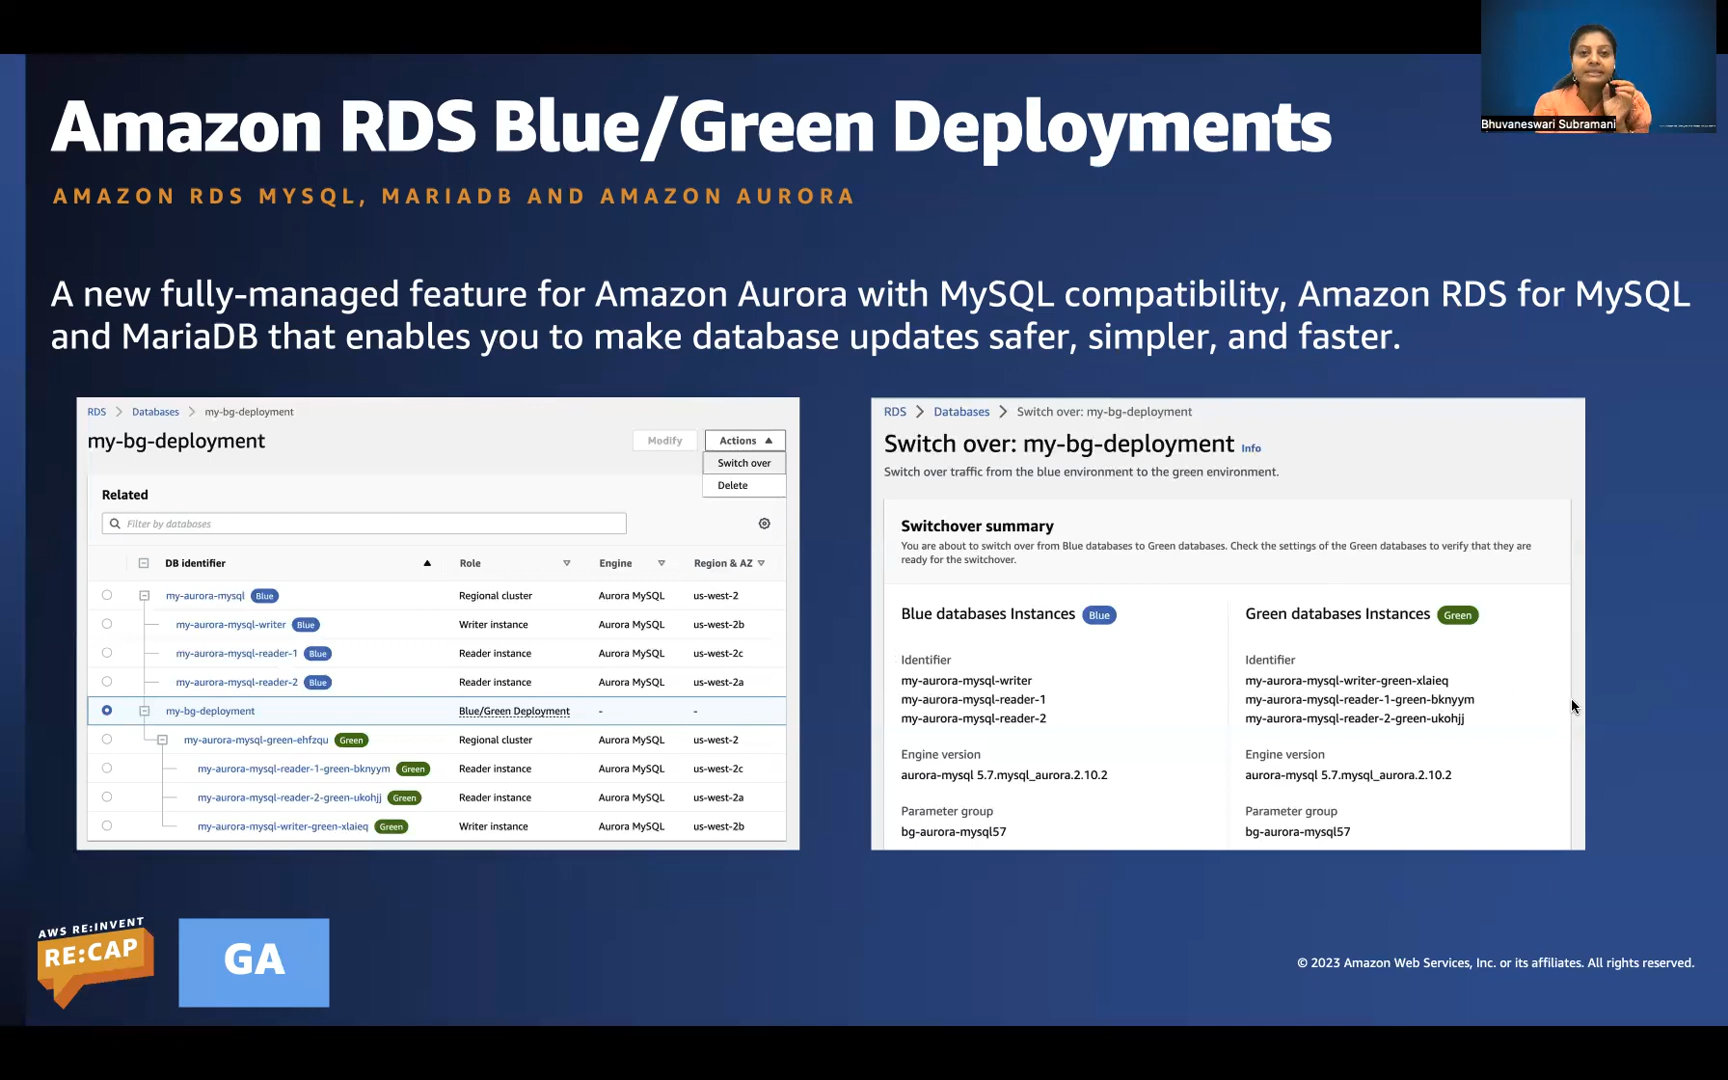 Amazon RDS Blue/Green Deployments
AMAZON RDS MYSQL, MARIADB AND AMAZON AURORA
Bhuvaneswari Subramani
A new fully-managed feature for Amazon Aurora with MySQL compatibility, Amazon RDS for MySQL
and MariaDB that enables you to make database updates safer, simpler, and faster.
RDS > Databases > my-bg-deployment
my-bg-deployment
Modify
Actions
Switch over
Delete
Related
Filter by databases
DB identifier Role Engine Region & AZ
my-aurora-mysql Blue Regional cluster Aurora MySQL us-west-2
my-aurora-mysql-writer Blue Writer instance Aurora MySQL us-west-2b
my-aurora-mysql-reader-1 Blue Reader instance Aurora MySQL us-west-2c
my-aurora-mysql-reader-2 Blue Reader instance Aurora MySQL us-west-2a
my-bg-deployment Blue/Green Deployment - -
my-aurora-mysql-green-ehfzqu Green Regional cluster Aurora MySQL us-west-2
my-aurora-mysql-reader-1-green-bknyym Green Reader instance Aurora MySQL us-west-2c
my-aurora-mysql-reader-2-green-ukohjj Green Reader instance Aurora MySQL us-west-2a
my-aurora-mysql-writer-green-xlaieq Green Writer instance Aurora MySQL us-west-2b
RDS > Databases > Switch over: my-bg-deployment
Switch over: my-bg-deployment Info
Switch over traffic from the blue environment to the green environment.
Switchover summary
You are about to switch over from Blue databases to Green databases. Check the settings of the Green databases to verify that they are
ready for the switchover.
Blue databases Instances Blue
Identifier
my-aurora-mysql-writer
my-aurora-mysql-reader-1
my-aurora-mysql-reader-2
Engine version
aurora-mysql 5.7.mysql_aurora.2.10.2
Parameter group
bg-aurora-mysql57
Green databases Instances Green
Identifier
my-aurora-mysql-writer-green-xlaieq
my-aurora-mysql-reader-1-green-bknyym
my-aurora-mysql-reader-2-green-ukohjj
Engine version
aurora-mysql 5.7.mysql_aurora.2.10.2
Parameter group
bg-aurora-mysql57
AWS RE:INVENT
RE:CAP
GA
© 2023 Amazon Web Services, Inc. or its affiliates. All rights reserved.